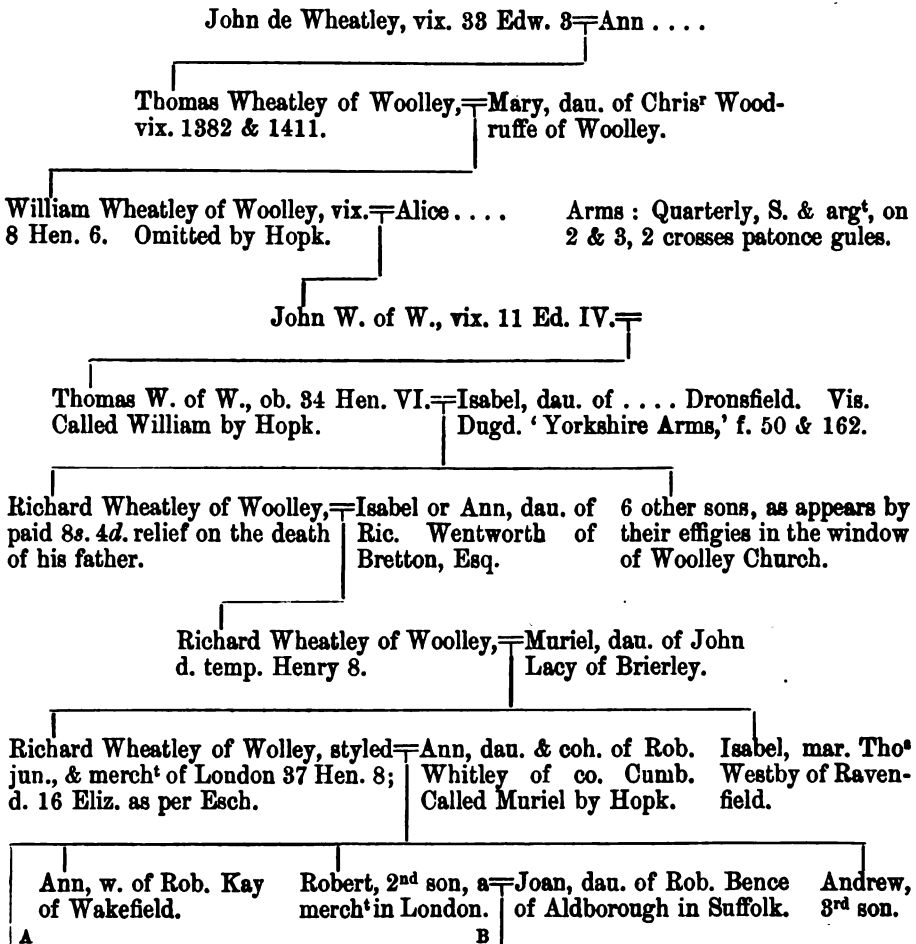 John de Wheatley, vix. 33 Edw. 3=Ann . . . .
Thomas Wheatley of Woolley,=Mary, dau. of Chrisʳ Wood-
vix. 1382 & 1411. ruffe of Woolley.
William Wheatley of Woolley, vix.=Alice . . . . Arms : Quarterly, S. & argᵗ, on
8 Hen. 6. Omitted by Hopk. 2 & 3, 2 crosses patonce gules.
John W. of W., vix. 11 Ed. IV.=
Thomas W. of W., ob. 34 Hen. VI.=Isabel, dau. of . . . . Dronsfield. Vis.
Called William by Hopk. Dugd. ‘ Yorkshire Arms,’ f. 50 & 162.
Richard Wheatley of Woolley,=Isabel or Ann, dau. of 6 other sons, as appears by
paid 8s. 4d. relief on the death Ric. Wentworth of their effigies in the window
of his father. Bretton, Esq. of Woolley Church.
Richard Wheatley of Woolley,=Muriel, dau. of John
d. temp. Henry 8. Lacy of Brierley.
Richard Wheatley of Wolley, styled=Ann, dau. & coh. of Rob. Isabel, mar. Thoˢ
jun., & merchᵗ of London 37 Hen. 8; Whitley of co. Cumb. Westby of Raven-
d. 16 Eliz. as per Esch. Called Muriel by Hopk. field.
Ann, w. of Rob. Kay Robert, 2ⁿᵈ son, a=Joan, dau. of Rob. Bence Andrew,
of Wakefield. merchᵗ in London. of Aldborough in Suffolk. 3ʳᵈ son.
A B